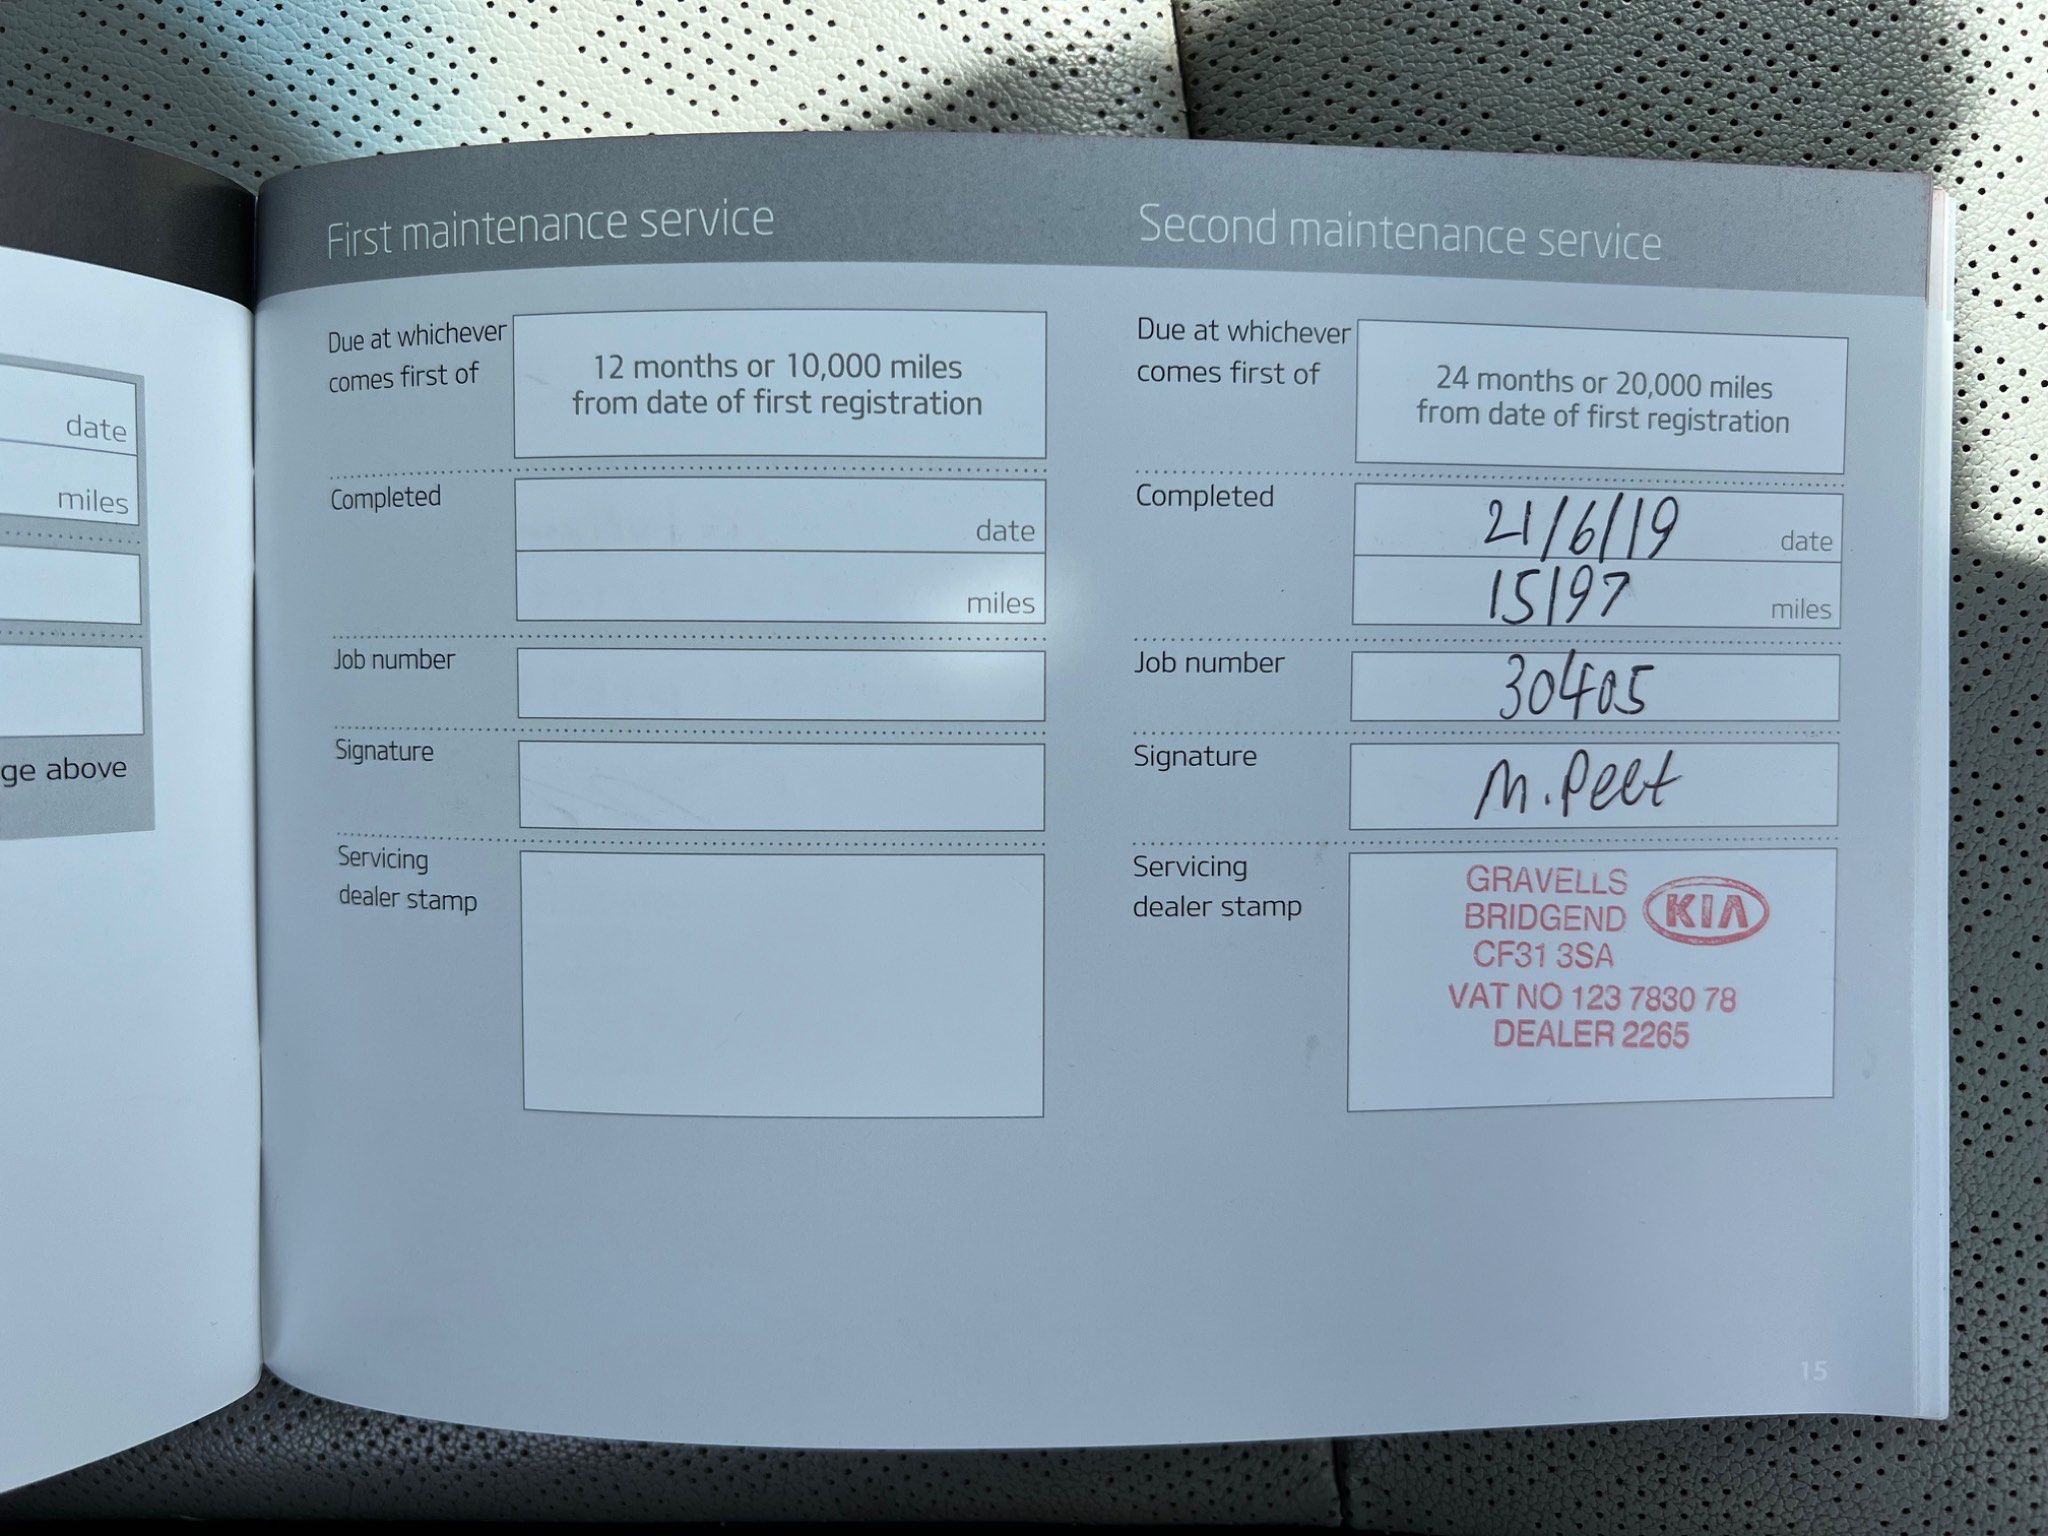 date
miles
ge above
First maintenance service
Due at whichever
comes first of
12 months or 10,000 miles
from date of first registration
Completed
date
miles
Job number
Signature
Servicing
dealer stamp
Second maintenance service
Due at whichever
comes first of
24 months or 20,000 miles
from date of first registration
Completed
21/6/19 date
15197 miles
Job number
30405
Signature
M. Peet
Servicing
dealer stamp
GRAVELLS
BRIDGEND KIA
CF31 3SA
VAT NO 123 7830 78
DEALER 2265
15